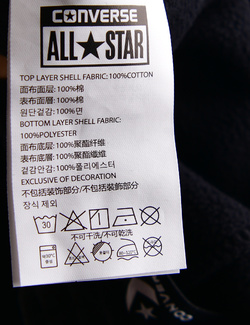 CONVERSE
ALL★STAR
TOP LAYER SHELL FABRIC:100%COTTON
面布面层:100%棉
表布面層:100%棉
원단겉감:100%면
BOTTOM LAYER SHELL FABRIC:
100%POLYESTER
面布底层:100%聚酯纤维
表布底層:100%聚酯纖維
겉감안감:100%폴리에스터
EXCLUSIVE OF DECORATION
不包括装饰部分/不包括裝飾部分
장식 제외
30
不可干洗/不可乾洗